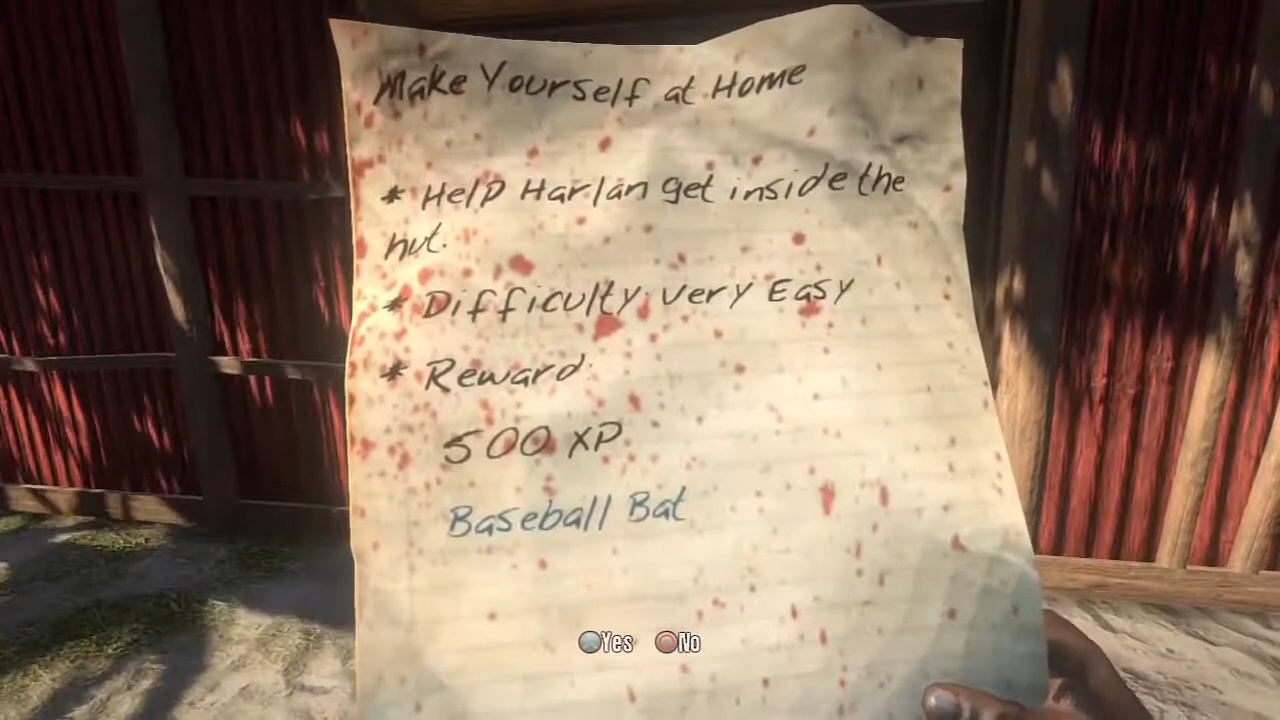 Make Yourself at Home
* Help Harlan get inside the
hut.
* Difficulty: Very Easy
* Reward:
500 XP
Baseball Bat
Yes No